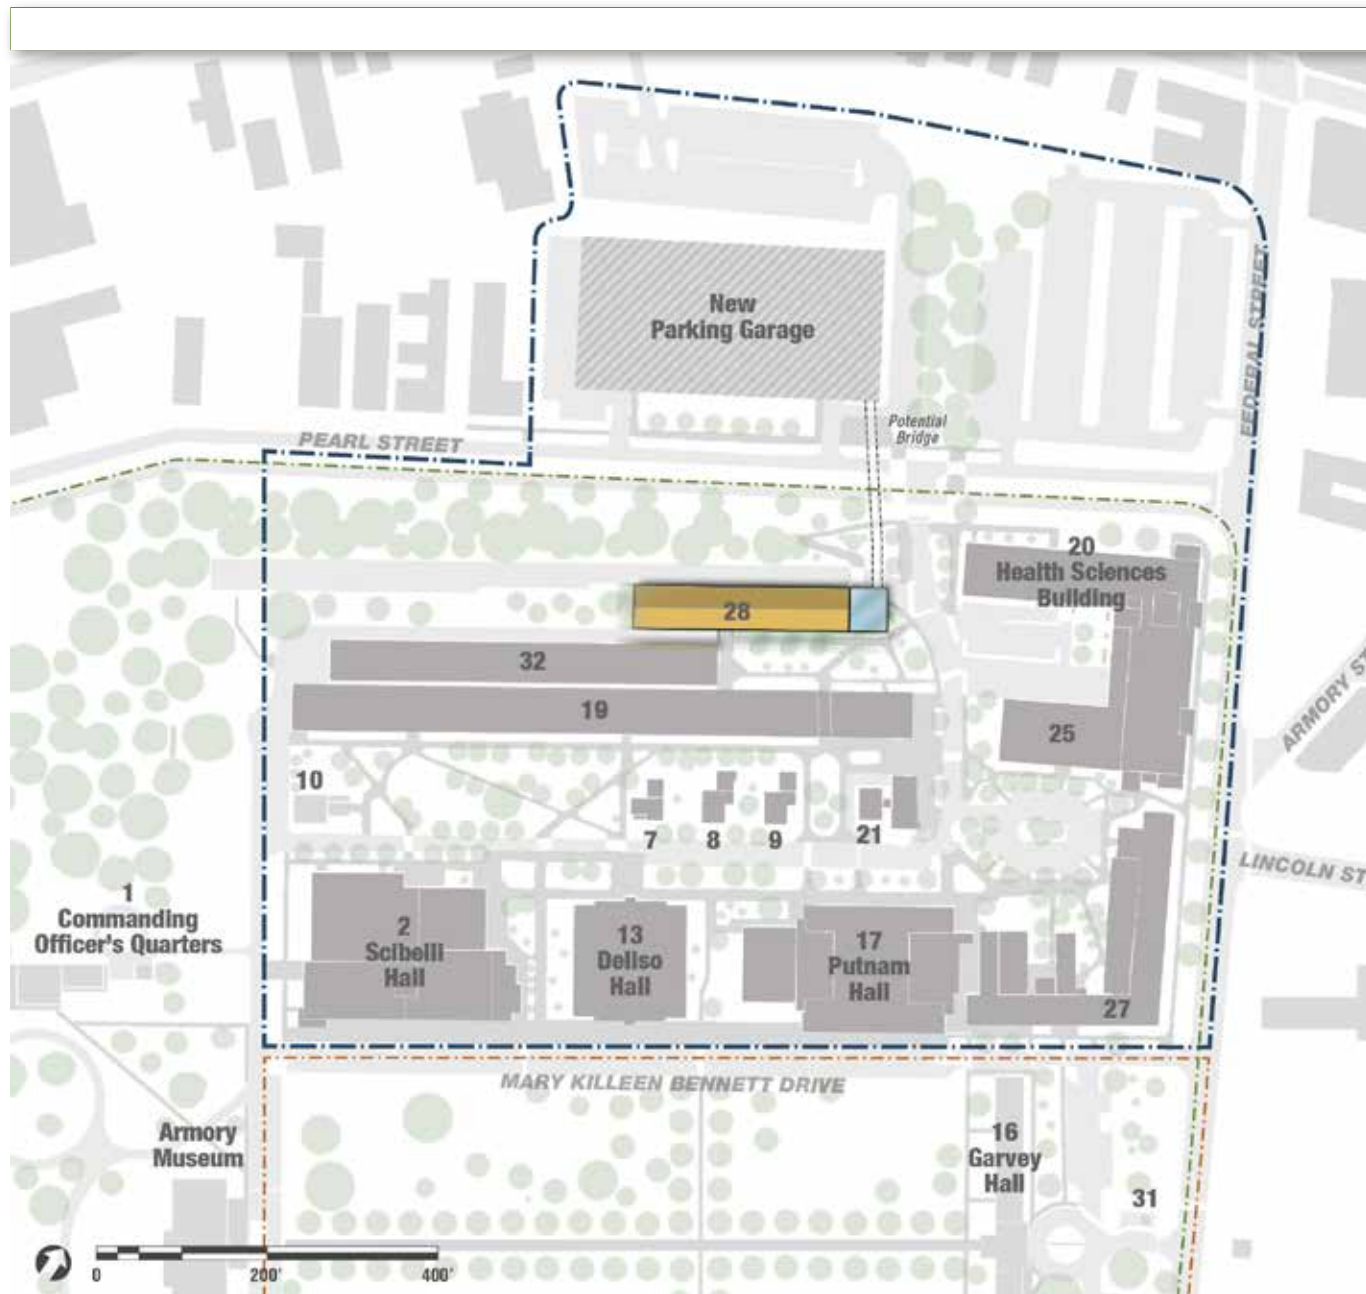 New
Parking Garage
FEDERAL STREET
Potential
Bridge
PEARL STREET
20
Health Sciences
Building
28
32
19
25
ARMORY ST
10
7
8
9
21
LINCOLN ST
1
Commanding
Officer's Quarters
2
Scibelli
Hall
13
Deliso
Hall
17
Putnam
Hall
27
MARY KILLEEN BENNETT DRIVE
Armory
Museum
16
Garvey
Hall
31
0
200'
400'